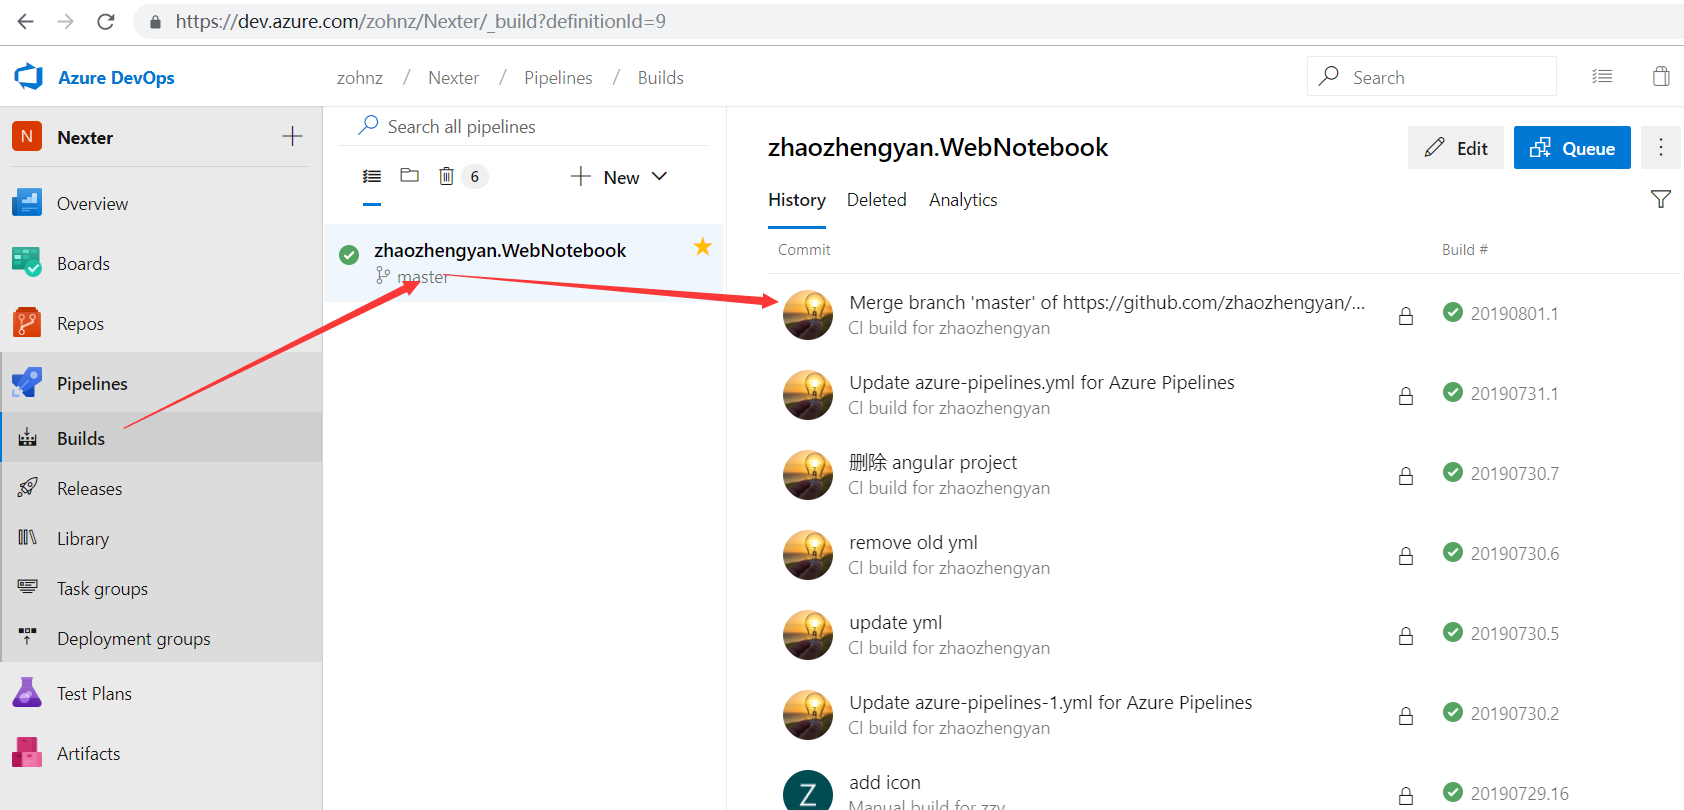 https://dev.azure.com/zohnz/Nexter/_build?definitionId=9
Azure DevOps
zohnz / Nexter / Pipelines / Builds
Search
N Nexter
Overview
Boards
Repos
Pipelines
Builds
Releases
Library
Task groups
Deployment groups
Test Plans
Artifacts
Search all pipelines
6
New
zhaozhengyan.WebNotebook
master
zhaozhengyan.WebNotebook
Edit
Queue
History Deleted Analytics
Commit Build #
Merge branch 'master' of https://github.com/zhaozhengyan/...
CI build for zhaozhengyan
20190801.1
Update azure-pipelines.yml for Azure Pipelines
CI build for zhaozhengyan
20190731.1
删除 angular project
CI build for zhaozhengyan
20190730.7
remove old yml
CI build for zhaozhengyan
20190730.6
update yml
CI build for zhaozhengyan
20190730.5
Update azure-pipelines-1.yml for Azure Pipelines
CI build for zhaozhengyan
20190730.2
Z
add icon
Manual build for zzy
20190729.16